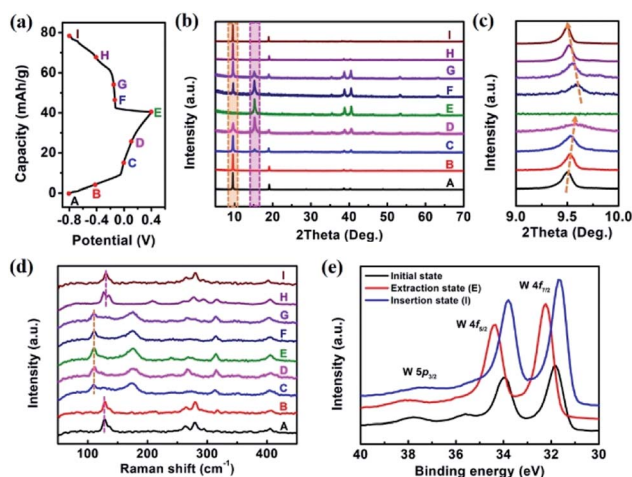 (a)
80
60
40
20
0
Capacity (mAh/g)
I
H
G
F
E
D
C
B
A
-0.8 -0.4 0.0 0.4
Potential (V)
(b)
Intensity (a.u.)
I
H
G
F
E
D
C
B
A
10 20 30 40 50 60 70
2Theta (Deg.)
(c)
Intensity (a.u.)
9.0 9.5 10.0
2Theta (Deg.)
(d)
Intensity (a.u.)
I
H
G
F
E
D
C
B
A
100 200 300 400
Raman shift (cm-1)
(e)
Intensity (a.u.)
Initial state
Extraction state (E)
Insertion state (I)
W 4f7/2
W 4f5/2
W 5p3/2
40 38 36 34 32 30
Binding energy (eV)